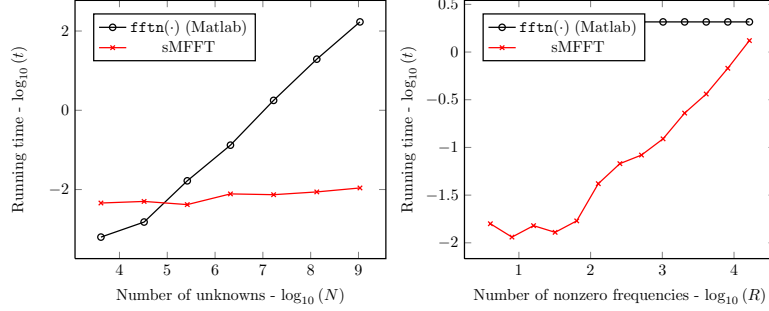 fftn(·) (Matlab)
sMFFT
2
0
−2
4
5
6
7
8
9
Running time - log₁₀ (t)
Number of unknowns - log₁₀ (N)
fftn(·) (Matlab)
sMFFT
0.5
0
−0.5
−1
−1.5
−2
1
2
3
4
Running time - log₁₀ (t)
Number of nonzero frequencies - log₁₀ (R)